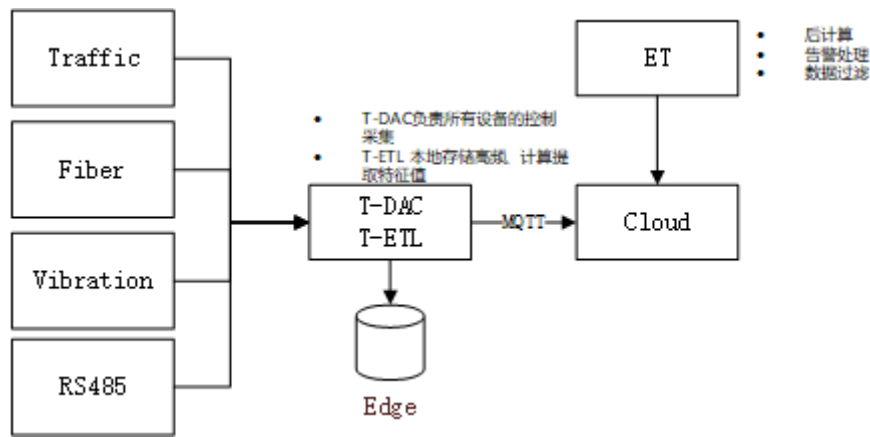 Traffic
Fiber
Vibration
RS485
• T-DAC负责所有设备的控制
采集
• T-ETL 本地存储高频、计算提
取特征值
T-DAC
T-ETL
MQTT
Edge
ET
• 后计算
• 告警处理
• 数据过滤
Cloud